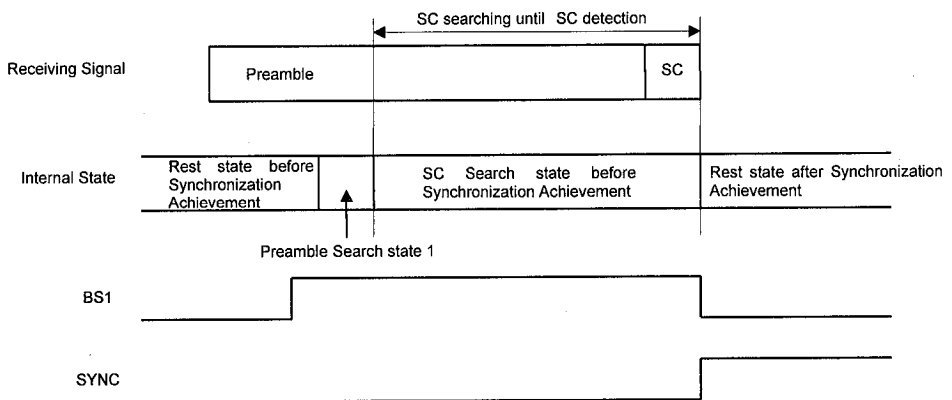 SC searching until SC detection
Receiving Signal
Preamble
SC
Internal State
Rest state before
Synchronization
Achievement
SC Search state before
Synchronization Achievement
Rest state after Synchronization
Achievement
Preamble Search state 1
BS1
SYNC